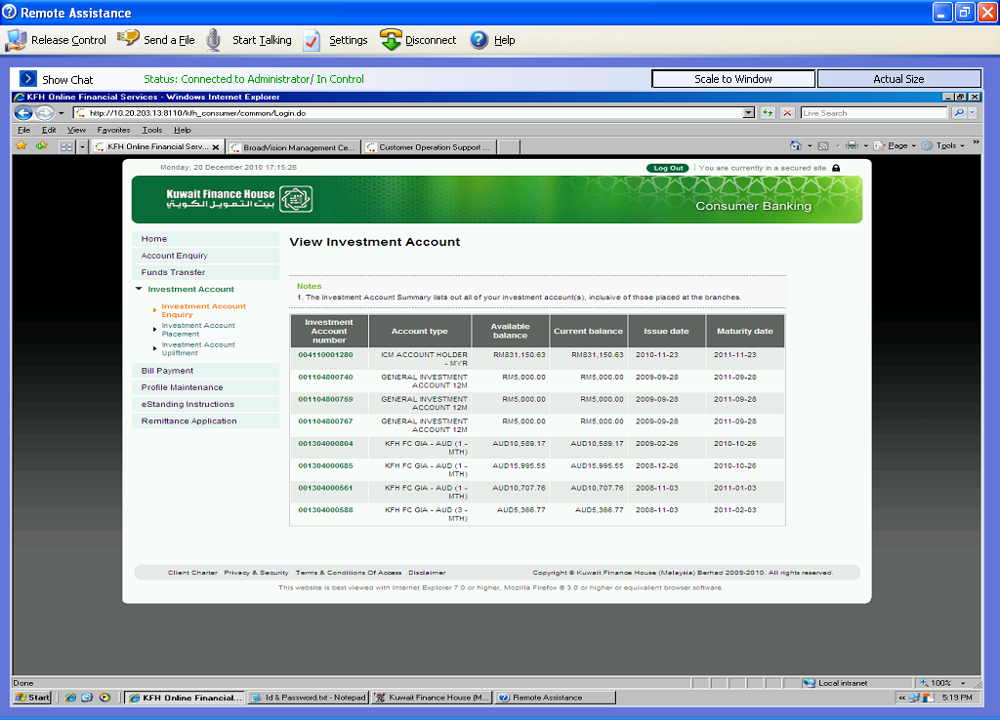 Remote Assistance
Release Control Send a File Start Talking Settings Disconnect Help
Show Chat Status: Connected to Administrator/ In Control Scale to Window Actual Size
KFH Online Financial Services - Windows Internet Explorer
http://10.20.203.13:8110/kfh_consumer/common/Login.do Live Search
File Edit View Favorites Tools Help
KFH Online Financial Serv... BroadVision Management Ce... Customer Operation Support ... Page Tools
Monday, 20 December 2010 17:15:26 Log Out You are currently in a secured site.
Kuwait Finance House
بيت التمويل الكويتي
Consumer Banking
Home
Account Enquiry
Funds Transfer
Investment Account
Investment Account
Enquiry
Investment Account
Placement
Investment Account
Upliftment
Bill Payment
Profile Maintenance
eStanding Instructions
Remittance Application
View Investment Account
Notes
1. The Investment Account Summary lists out all of your investment account(s), inclusive of those placed at the branches.
Investment Account number Account type Available balance Current balance Issue date Maturity date
004110001280 ICM ACCOUNT HOLDER - MYR RM831,150.63 RM831,150.63 2010-11-23 2011-11-23
001104800740 GENERAL INVESTMENT ACCOUNT 12M RM5,000.00 RM5,000.00 2009-09-28 2011-09-28
001104800759 GENERAL INVESTMENT ACCOUNT 12M RM5,000.00 RM5,000.00 2009-09-28 2011-09-28
001104800767 GENERAL INVESTMENT ACCOUNT 12M RM5,000.00 RM5,000.00 2009-09-28 2011-09-28
001304000804 KFH FC GIA - AUD (1 - MTH) AUD10,589.17 AUD10,589.17 2009-02-26 2010-10-26
001304000685 KFH FC GIA - AUD (1 - MTH) AUD15,995.55 AUD15,995.55 2008-12-26 2010-10-26
001304000561 KFH FC GIA - AUD (1 - MTH) AUD10,707.76 AUD10,707.76 2008-11-03 2011-01-03
001304000588 KFH FC GIA - AUD (3 - MTH) AUD5,366.77 AUD5,366.77 2008-11-03 2011-02-03
Client Charter Privacy & Security Terms & Conditions Of Access Disclaimer Copyright © Kuwait Finance House (Malaysia) Berhad 2009-2010. All rights reserved.
This website is best viewed with Internet Explorer 7.0 or higher, Mozilla Firefox ® 3.0 or higher or equivalent browser software.
Done Local intranet 100%
Start KFH Online Financial... Id & Password.txt - Notepad Kuwait Finance House (M... Remote Assistance 5:19 PM